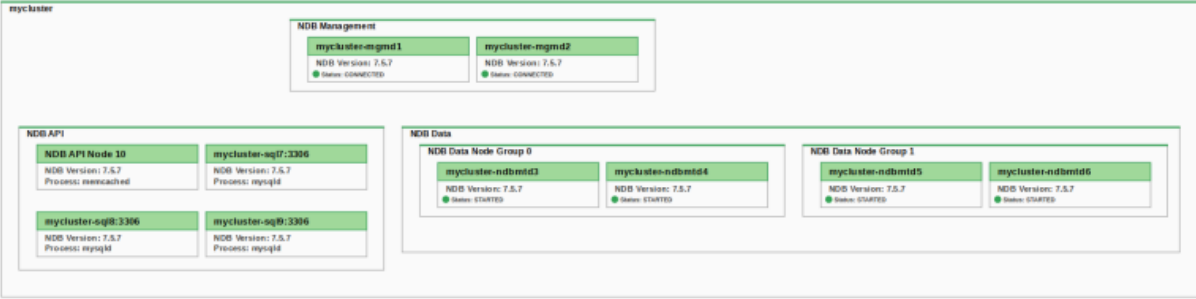 mycluster
NDB Management
mycluster-mgmd1
NDB Version: 7.5.7
Status: CONNECTED
mycluster-mgmd2
NDB Version: 7.5.7
Status: CONNECTED
NDB API
NDB API Node 10
NDB Version: 7.5.7
Process: memcached
mycluster-sql7:3306
NDB Version: 7.5.7
Process: mysqld
mycluster-sql8:3306
NDB Version: 7.5.7
Process: mysqld
mycluster-sql9:3306
NDB Version: 7.5.7
Process: mysqld
NDB Data
NDB Data Node Group 0
mycluster-ndbmtd3
NDB Version: 7.5.7
Status: STARTED
mycluster-ndbmtd4
NDB Version: 7.5.7
Status: STARTED
NDB Data Node Group 1
mycluster-ndbmtd5
NDB Version: 7.5.7
Status: STARTED
mycluster-ndbmtd6
NDB Version: 7.5.7
Status: STARTED